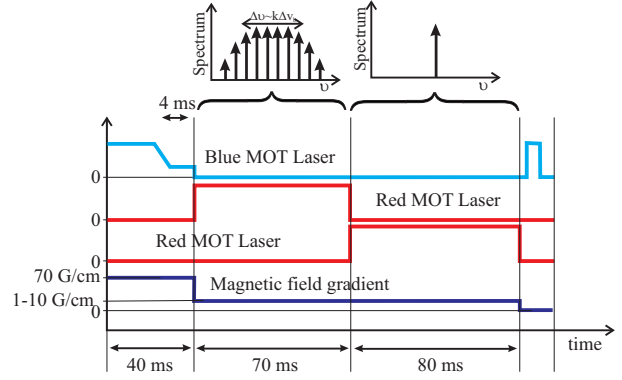 Spectrum
Δυ~kΔv
υ
Spectrum
υ
4 ms
Blue MOT Laser
0
0
Red MOT Laser
Red MOT Laser
0
70 G/cm
Magnetic field gradient
1-10 G/cm
0
time
40 ms
70 ms
80 ms